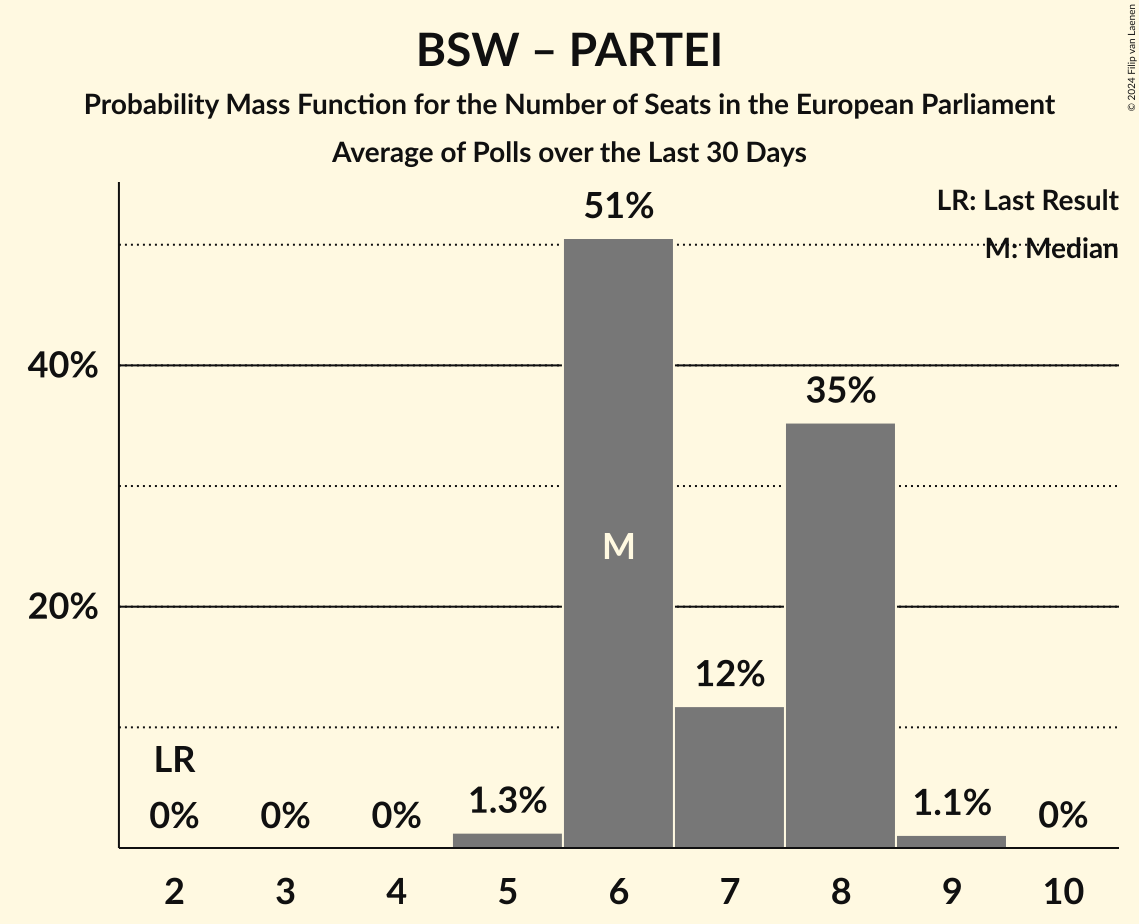 BSW – PARTEI
Probability Mass Function for the Number of Seats in the European Parliament
Average of Polls over the Last 30 Days
© 2024 Filip van Laenen
LR: Last Result
M: Median
51%
40%
35%
M
20%
12%
LR
0%
0%
0%
1.3%
1.1%
0%
2
3
4
5
6
7
8
9
10